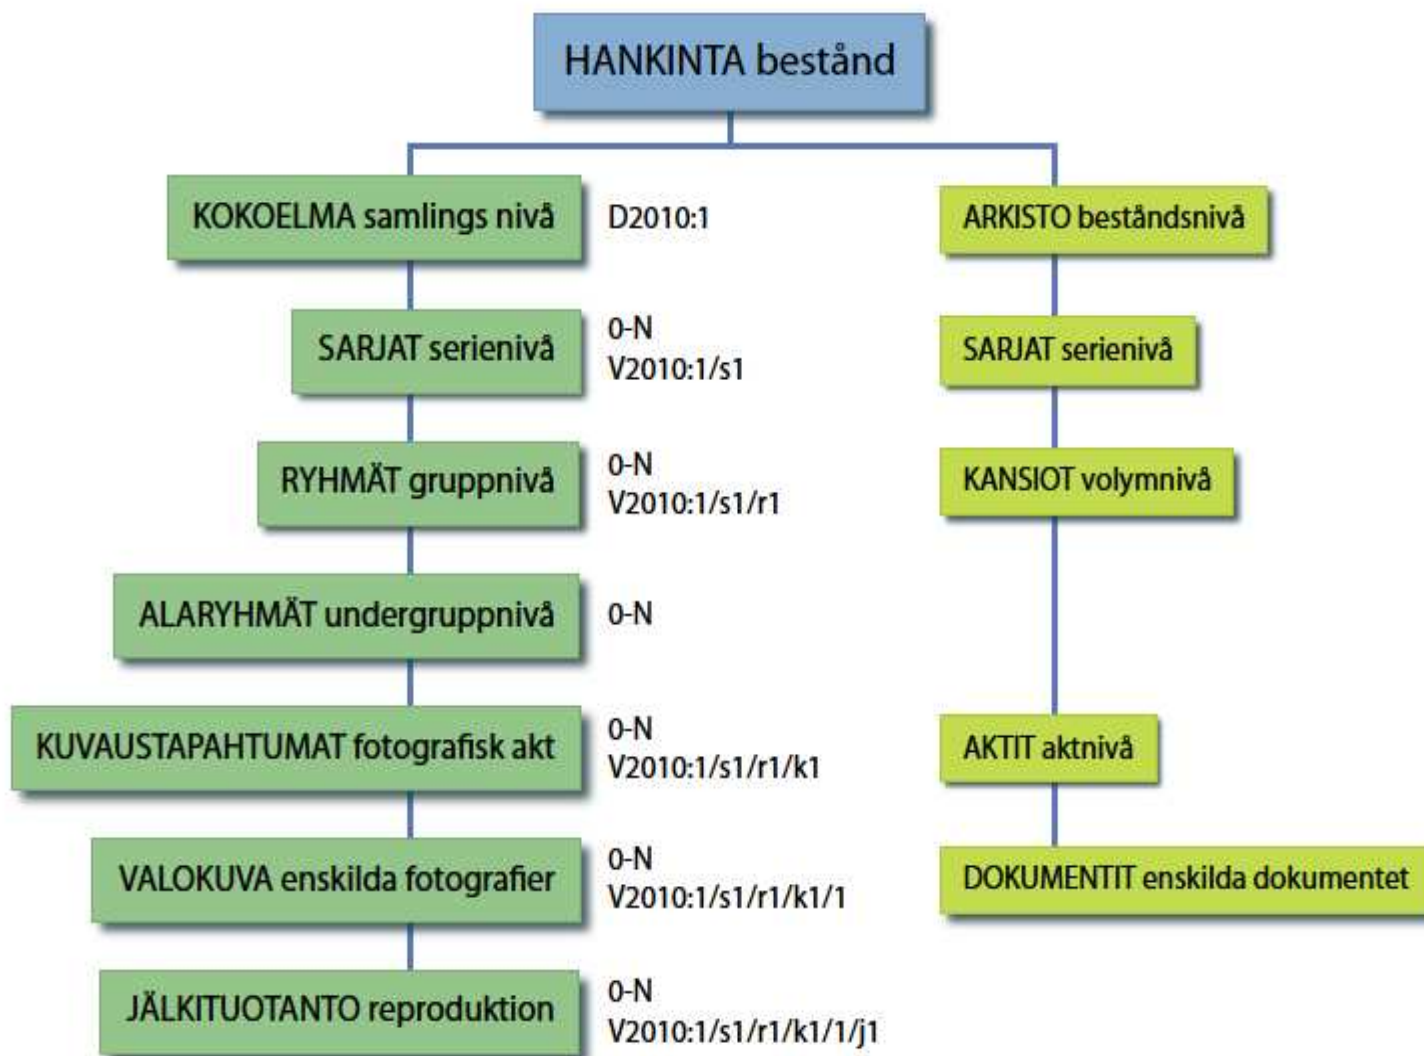 HANKINTA bestånd
KOKOELMA samlings nivå
D2010:1
SARJAT serienivå
0-N
V2010:1/s1
RYHMÄT gruppnivå
0-N
V2010:1/s1/r1
ALARYHMÄT undergruppnivå
0-N
KUVAUSTAPAHTUMAT fotografisk akt
0-N
V2010:1/s1/r1/k1
VALOKUVA enskilda fotografier
0-N
V2010:1/s1/r1/k1/1
JÄLKITUOTANTO reproduktion
0-N
V2010:1/s1/r1/k1/1/j1
ARKISTO beståndsnivå
SARJAT serienivå
KANSIOT volymnivå
AKTIT aktnivå
DOKUMENTIT enskilda dokumentet